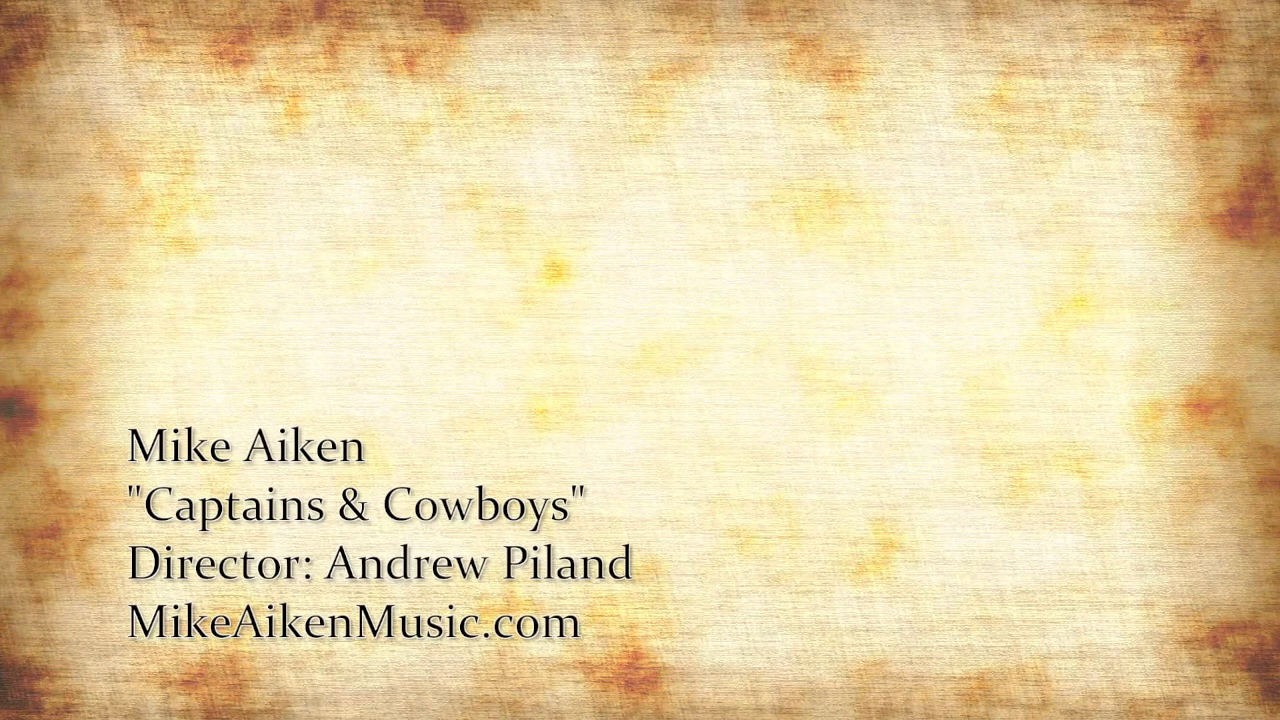 Mike Aiken
"Captains & Cowboys"
Director: Andrew Piland
MikeAikenMusic.com